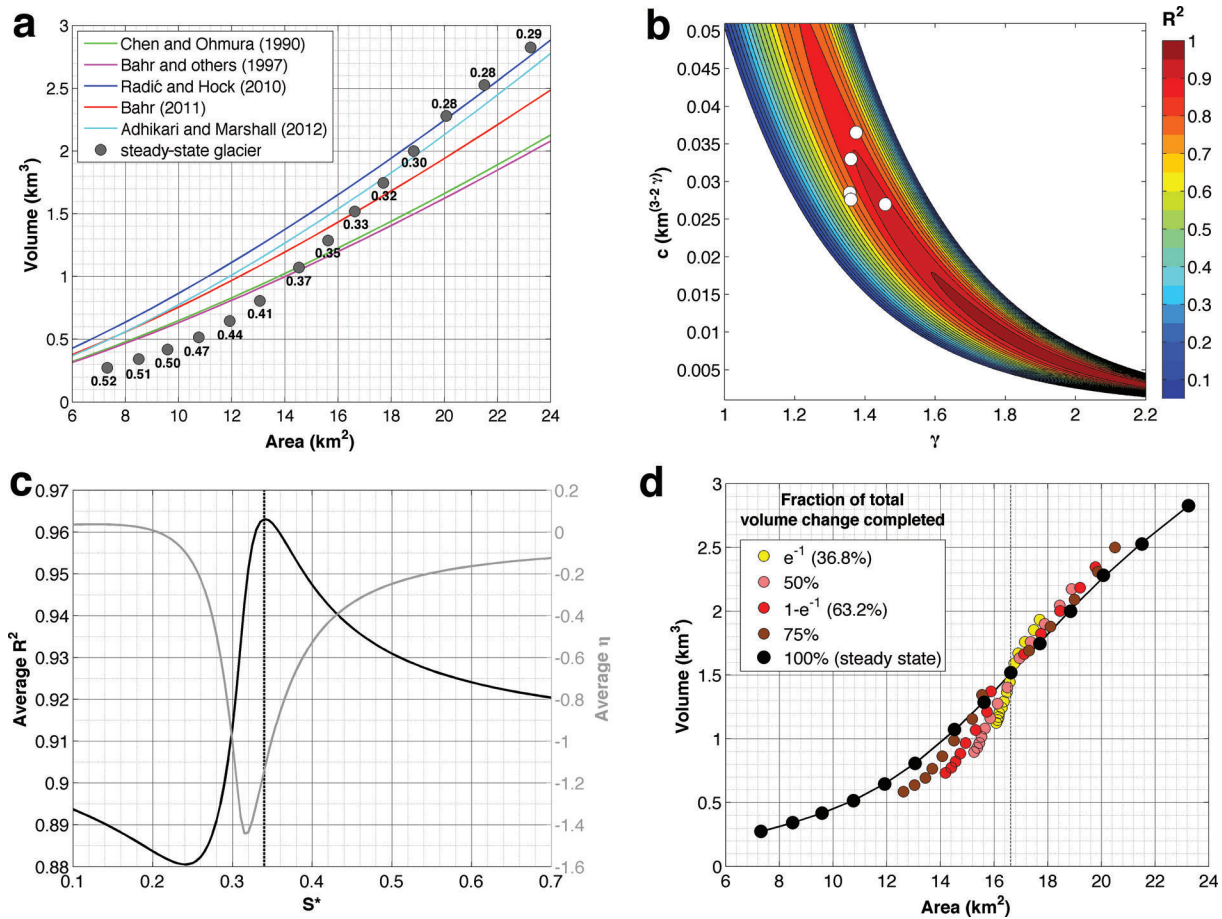 a
Volume (km3)
3
2.5
2
1.5
1
0.5
0
Chen and Ohmura (1990)
Bahr and others (1997)
Radić and Hock (2010)
Bahr (2011)
Adhikari and Marshall (2012)
steady-state glacier
0.29
0.28
0.28
0.30
0.32
0.33
0.35
0.37
0.41
0.44
0.47
0.50
0.51
0.52
6 8 10 12 14 16 18 20 22 24
Area (km2)
b
c (km(3-2 γ))
0.05
0.045
0.04
0.035
0.03
0.025
0.02
0.015
0.01
0.005
1 1.2 1.4 1.6 1.8 2 2.2
γ
R2
1
0.9
0.8
0.7
0.6
0.5
0.4
0.3
0.2
0.1
c
Average R2
0.97
0.96
0.95
0.94
0.93
0.92
0.91
0.9
0.89
0.88
0.1 0.2 0.3 0.4 0.5 0.6 0.7
S*
0.2
0
-0.2
-0.4
-0.6
-0.8
-1
-1.2
-1.4
-1.6
Average η
d
Volume (km3)
3
2.5
2
1.5
1
0.5
0
Fraction of total
volume change completed
e-1 (36.8%)
50%
1-e-1 (63.2%)
75%
100% (steady state)
6 8 10 12 14 16 18 20 22 24
Area (km2)